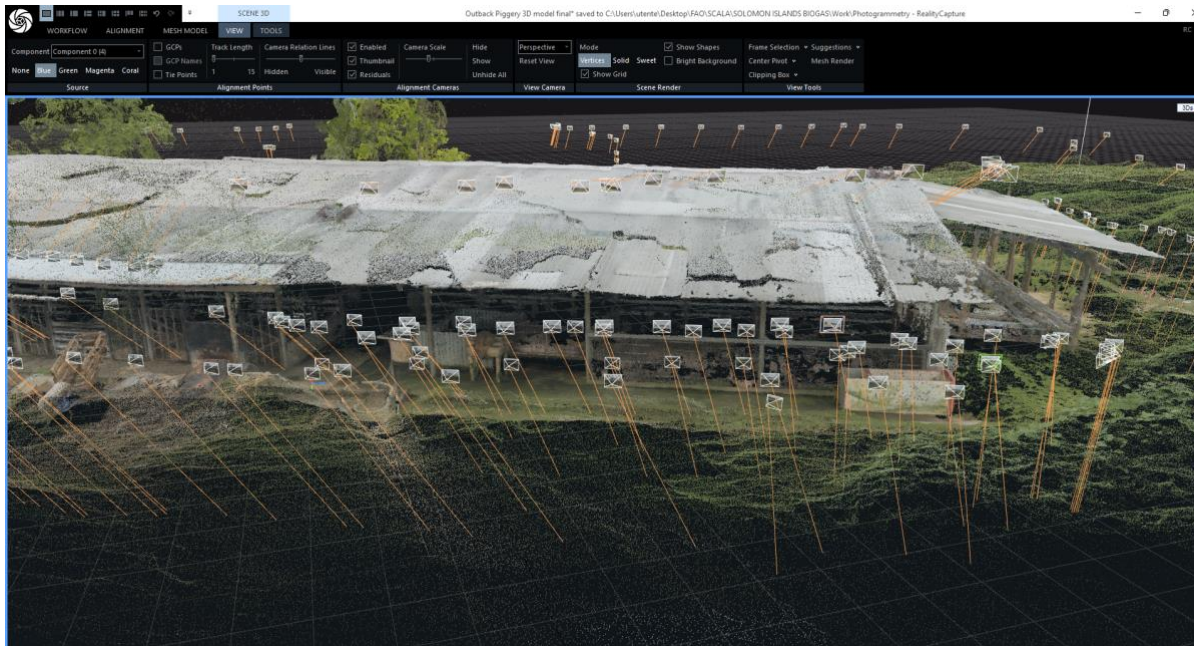 SCENE 3D
Outback Piggery 3D model final* saved to C:\Users\utente\Desktop\FAO\SCALA\SOLOMON ISLANDS BIOGAS\Work\Photogrammetry - RealityCapture
WORKFLOW ALIGNMENT MESH MODEL VIEW TOOLS
RC
Component Component 0 (4) GCPs Track Length Camera Relation Lines Enabled Camera Scale Hide Perspective Mode Show Shapes Frame Selection Suggestions
GCP Names Thumbnail Show Reset View Vertices Solid Sweet Bright Background Center Pivot Mesh Render
None Blue Green Magenta Coral Tie Points 1 15 Hidden Visible Residuals Unhide All Show Grid Clipping Box
Source Alignment Points Alignment Cameras View Camera Scene Render View Tools
3Ds